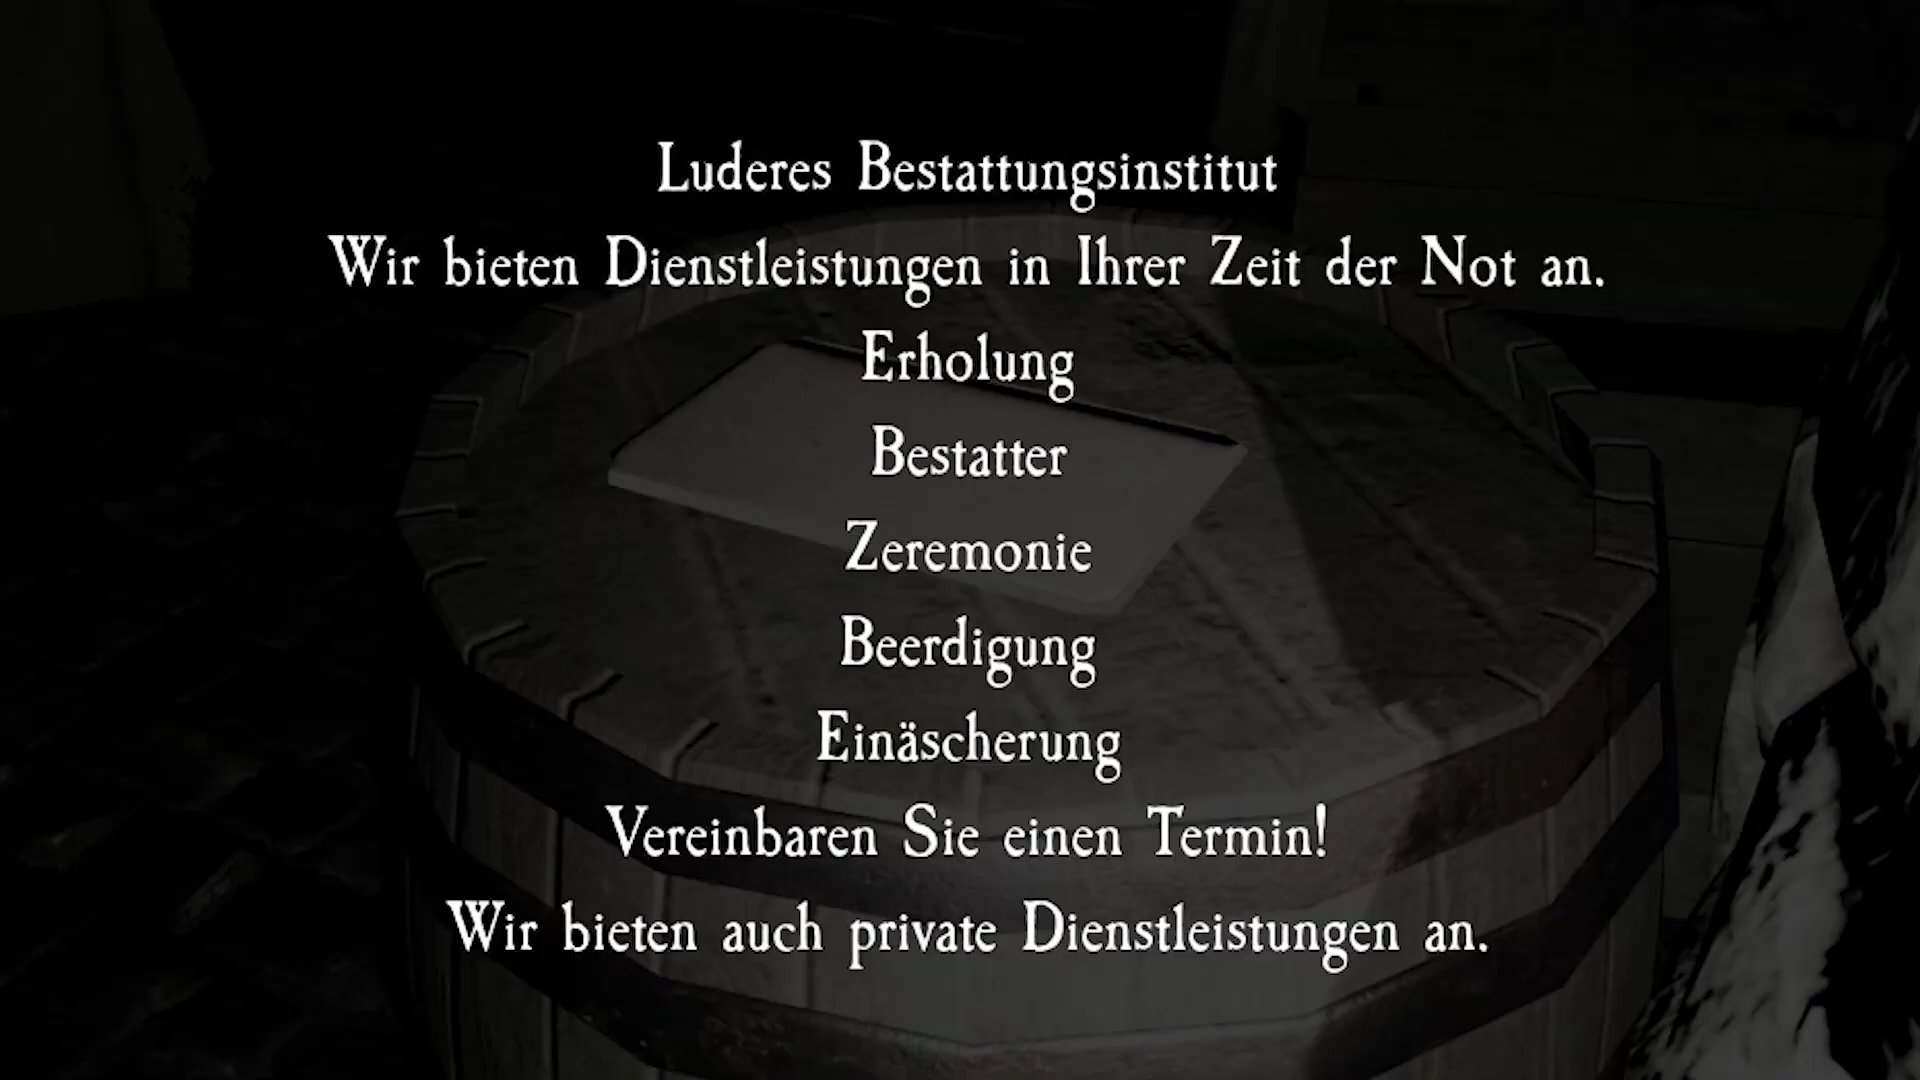 Luderes Bestattungsinstitut
Wir bieten Dienstleistungen in Ihrer Zeit der Not an.
Erholung
Bestatter
Zeremonie
Beerdigung
Einäscherung
Vereinbaren Sie einen Termin!
Wir bieten auch private Dienstleistungen an.